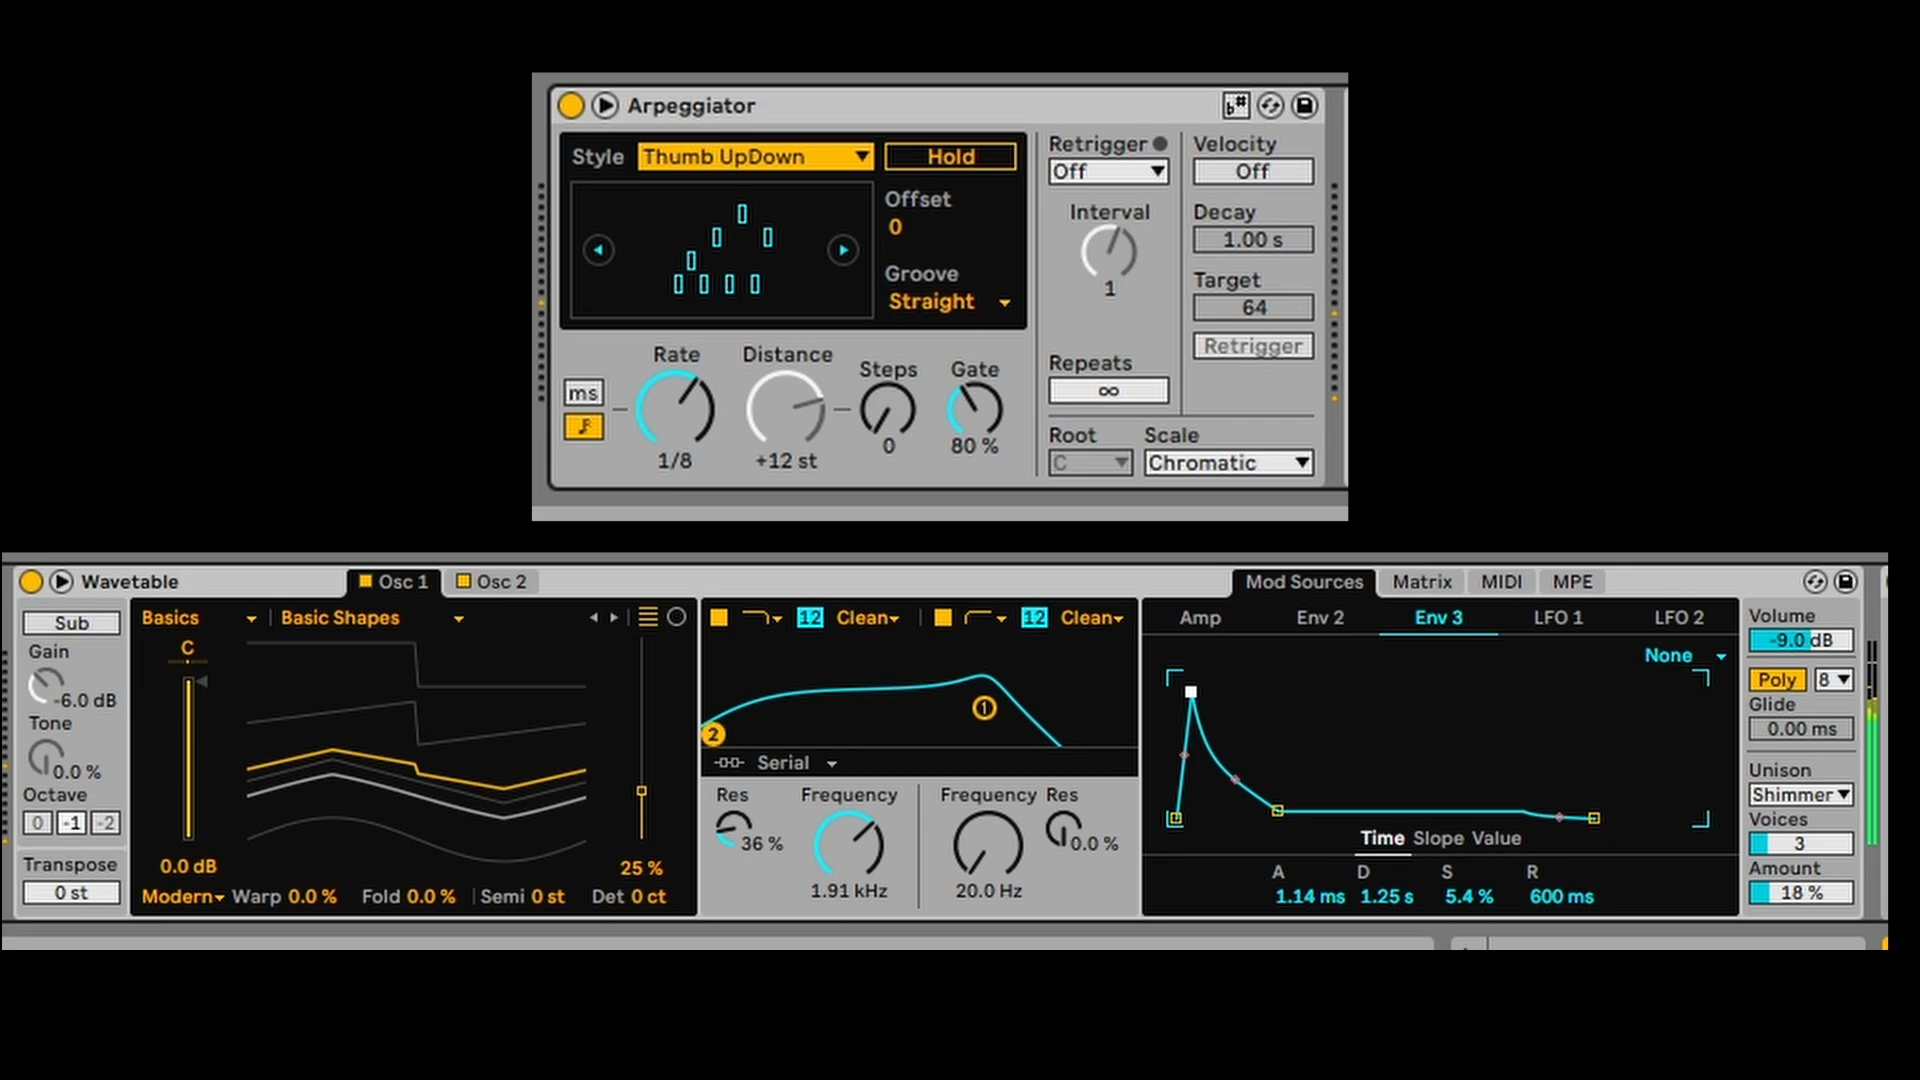 Arpeggiator
Style Thumb UpDown Hold
Offset
0
Groove
Straight
Rate
ms
1/8
Distance
+12 st
Steps
0
Gate
80 %
Retrigger
Off
Interval
1
Repeats
∞
Velocity
Off
Decay
1.00 s
Target
64
Retrigger
Root Scale
C Chromatic
Wavetable Osc 1 Osc 2 Mod Sources Matrix MIDI MPE
Sub
Gain
-6.0 dB
Tone
0.0 %
Octave
0 -1 -2
Transpose
0 st
Basics Basic Shapes
C
0.0 dB 25 %
Modern Warp 0.0 % Fold 0.0 % Semi 0 st Det 0 ct
12 Clean 12 Clean
1
2
Serial
Res Frequency Frequency Res
36 % 1.91 kHz 20.0 Hz 0.0 %
Amp Env 2 Env 3 LFO 1 LFO 2
None
Time Slope Value
A D S R
1.14 ms 1.25 s 5.4 % 600 ms
Volume
-9.0 dB
Poly 8
Glide
0.00 ms
Unison
Shimmer
Voices
3
Amount
18 %